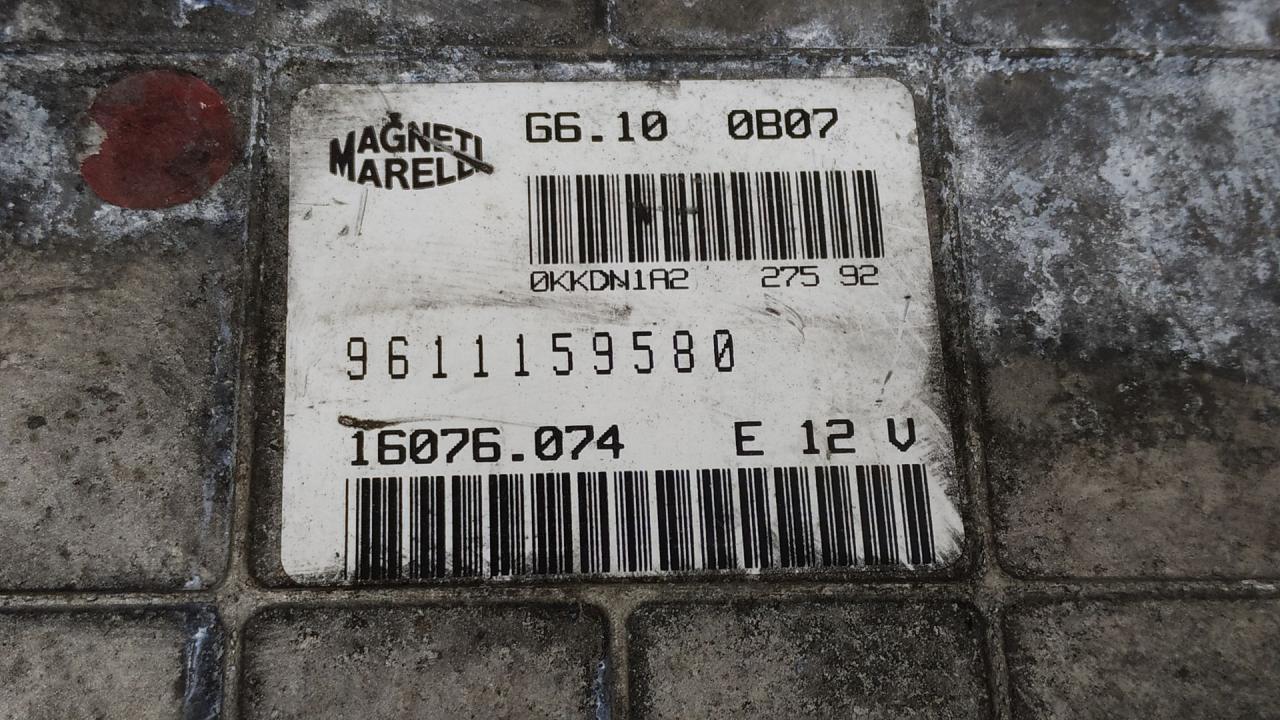 MAGNETI
MARELLI
G6.10 0B07
0KKDN1A2 275 92
9611159580
16076.074 E 12 V